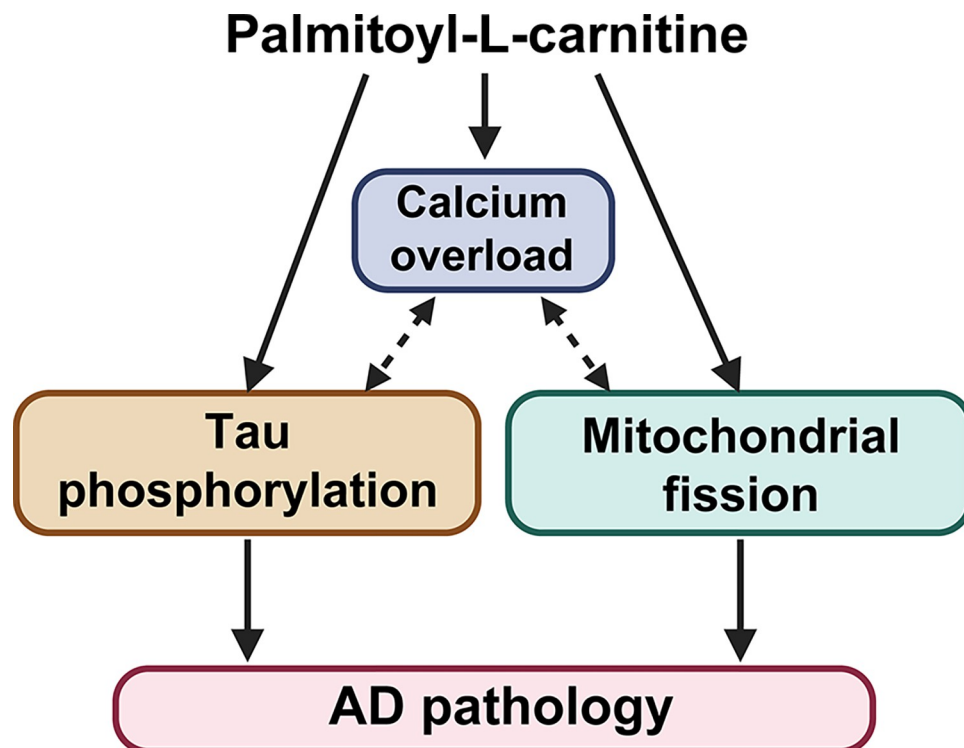 Palmitoyl-L-carnitine
Calcium
overload
Tau
phosphorylation
Mitochondrial
fission
AD pathology